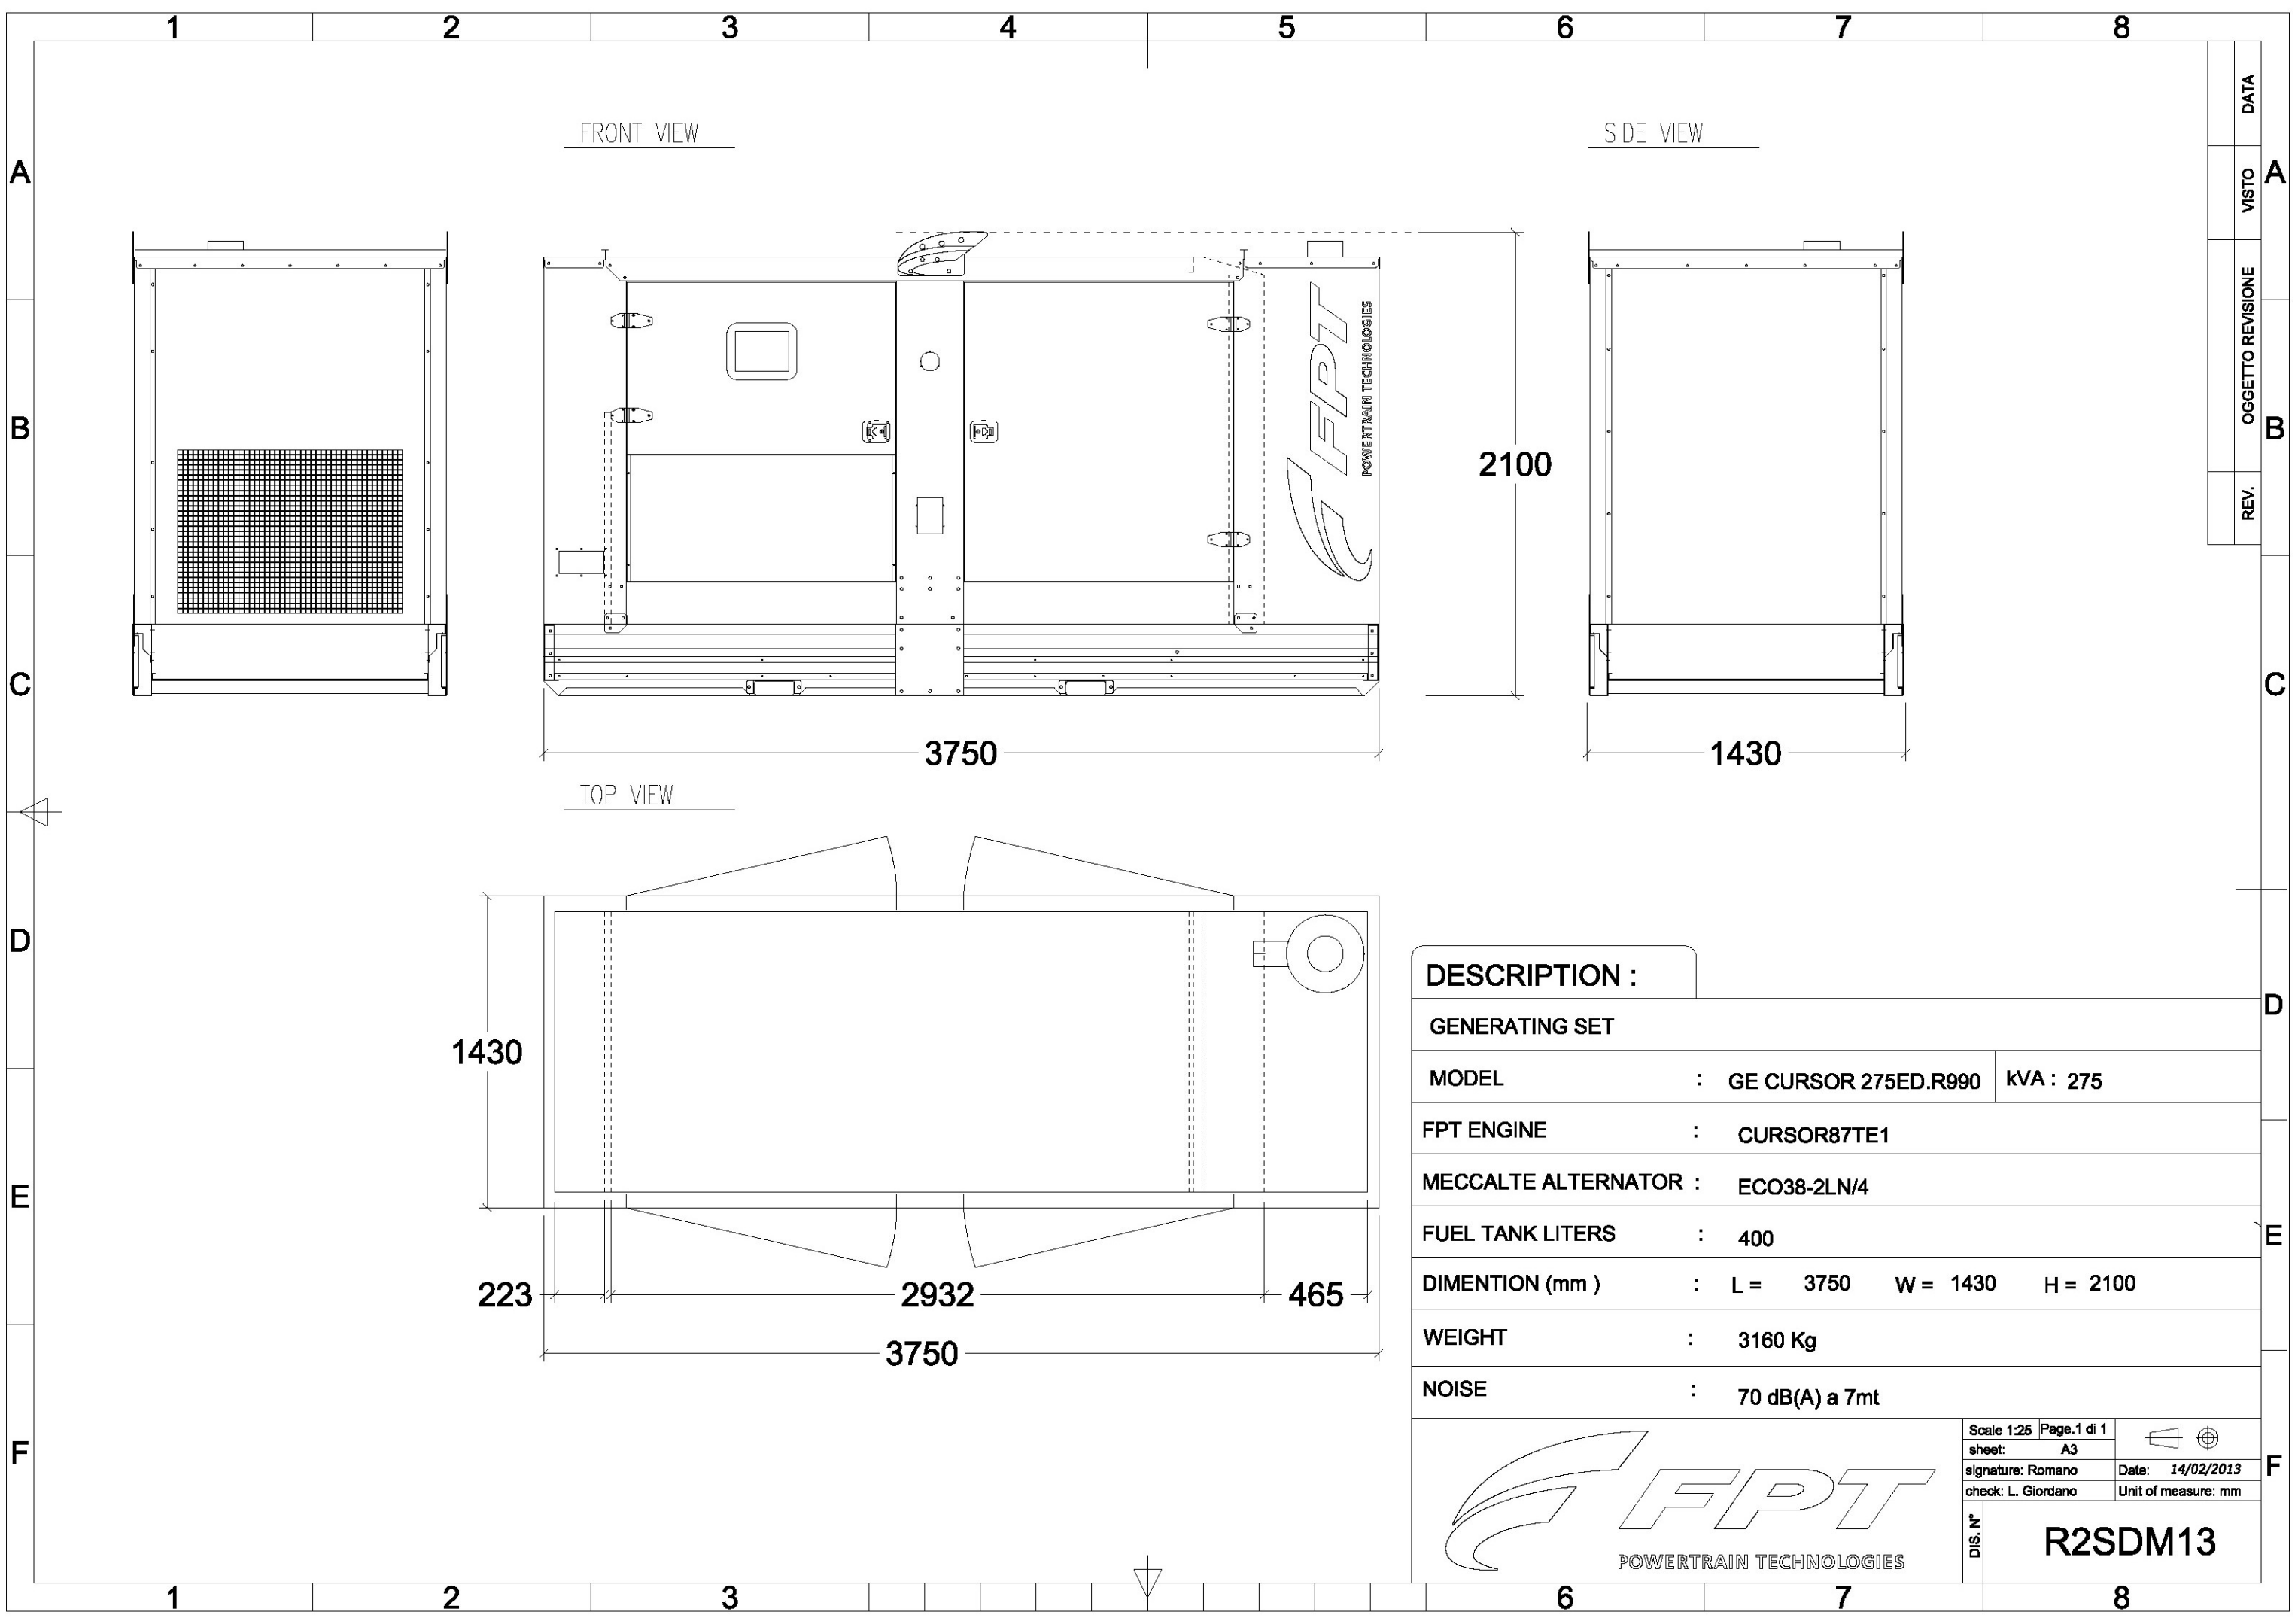 1 2 3 4 5 6 7 8
DATA
VISTO
OGGETTO REVISIONE
REV.
A
A
B
B
C
C
D
D
E
E
F
F
FRONT VIEW
SIDE VIEW
FPT
POWERTRAIN TECHNOLOGIES
2100
3750
1430
TOP VIEW
1430
223 2932 465
3750
DESCRIPTION :
GENERATING SET
MODEL : GE CURSOR 275ED.R990 kVA : 275
FPT ENGINE : CURSOR87TE1
MECCALTE ALTERNATOR : ECO38-2LN/4
FUEL TANK LITERS : 400
DIMENTION (mm ) : L = 3750 W = 1430 H = 2100
WEIGHT : 3160 Kg
NOISE : 70 dB(A) a 7mt
FPT
POWERTRAIN TECHNOLOGIES
Scale 1:25 Page.1 di 1
sheet: A3
signature: Romano Date: 14/02/2013
check: L. Giordano Unit of measure: mm
DIS. N° R2SDM13
1 2 3 6 7 8